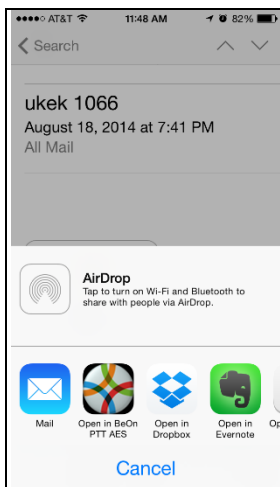 AT&T 11:48 AM 82%
Search
ukek 1066
August 18, 2014 at 7:41 PM
All Mail
AirDrop
Tap to turn on Wi-Fi and Bluetooth to
share with people via AirDrop.
Mail Open in BeOn Open in Open in Op
PTT AES Dropbox Evernote
Cancel